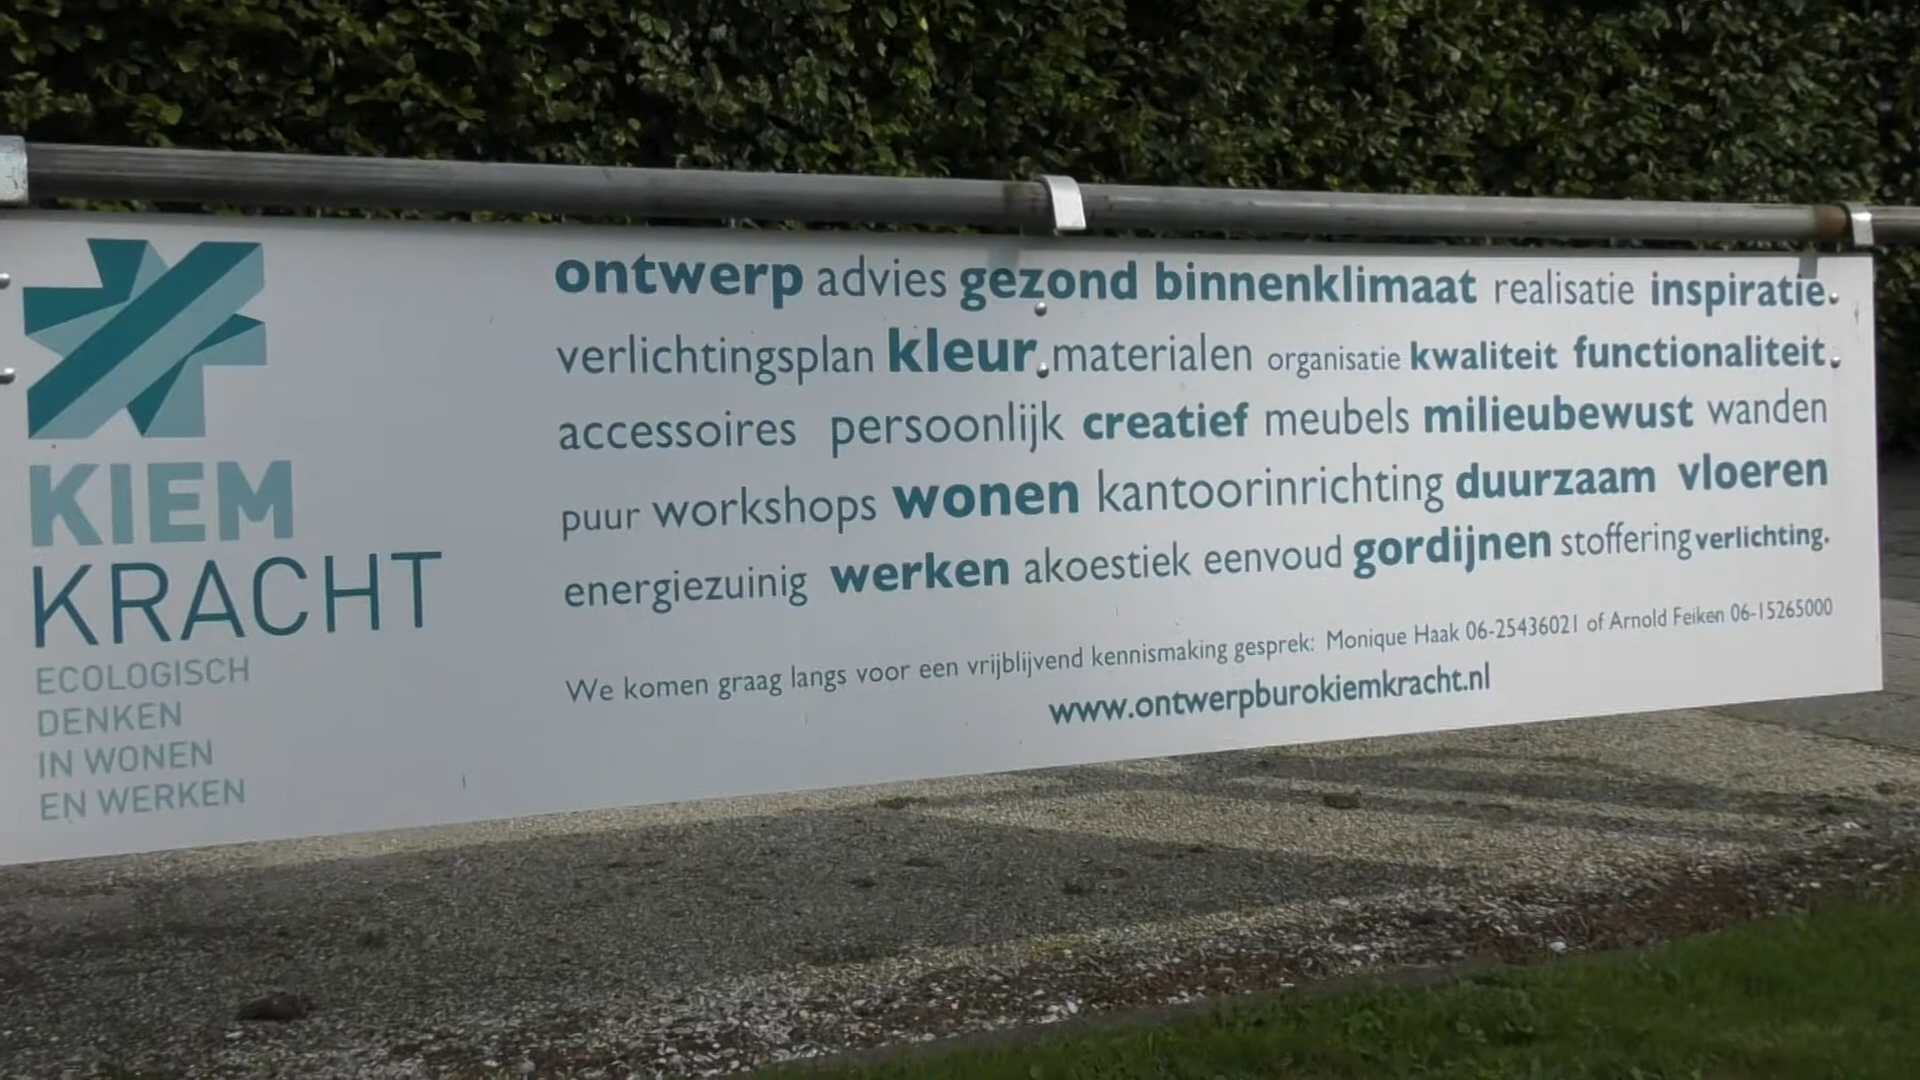 KIEM
KRACHT
ECOLOGISCH
DENKEN
IN WONEN
EN WERKEN
ontwerp advies gezond binnenklimaat realisatie inspiratie
verlichtingsplan kleur materialen organisatie kwaliteit functionaliteit
accessoires persoonlijk creatief meubels milieubewust wanden
puur workshops wonen kantoorinrichting duurzaam vloeren
energiezuinig werken akoestiek eenvoud gordijnen stoffering verlichting.
We komen graag langs voor een vrijblijvend kennismaking gesprek: Monique Haak 06-25436021 of Arnold Feiken 06-15265000
www.ontwerpburokiemkracht.nl